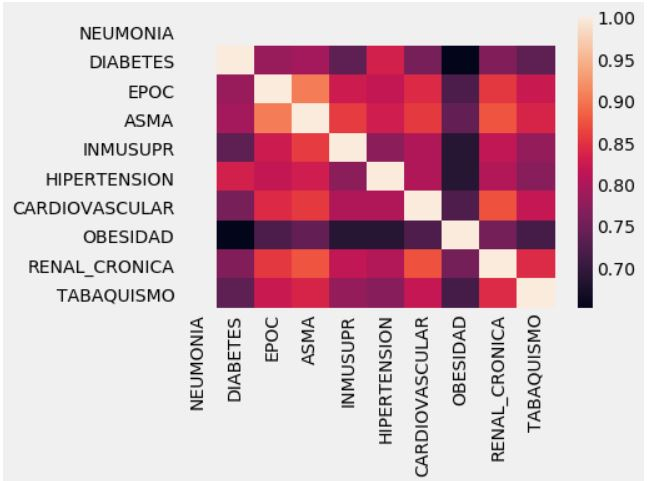 NEUMONIA
DIABETES
EPOC
ASMA
INMUSUPR
HIPERTENSION
CARDIOVASCULAR
OBESIDAD
RENAL_CRONICA
TABAQUISMO
NEUMONIA
DIABETES
EPOC
ASMA
INMUSUPR
HIPERTENSION
CARDIOVASCULAR
OBESIDAD
RENAL_CRONICA
TABAQUISMO
1.00
0.95
0.90
0.85
0.80
0.75
0.70